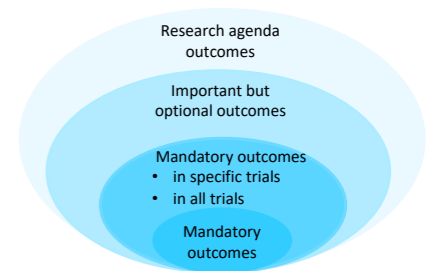 Research agenda
outcomes
Important but
optional outcomes
Mandatory outcomes
• in specific trials
• in all trials
Mandatory
outcomes